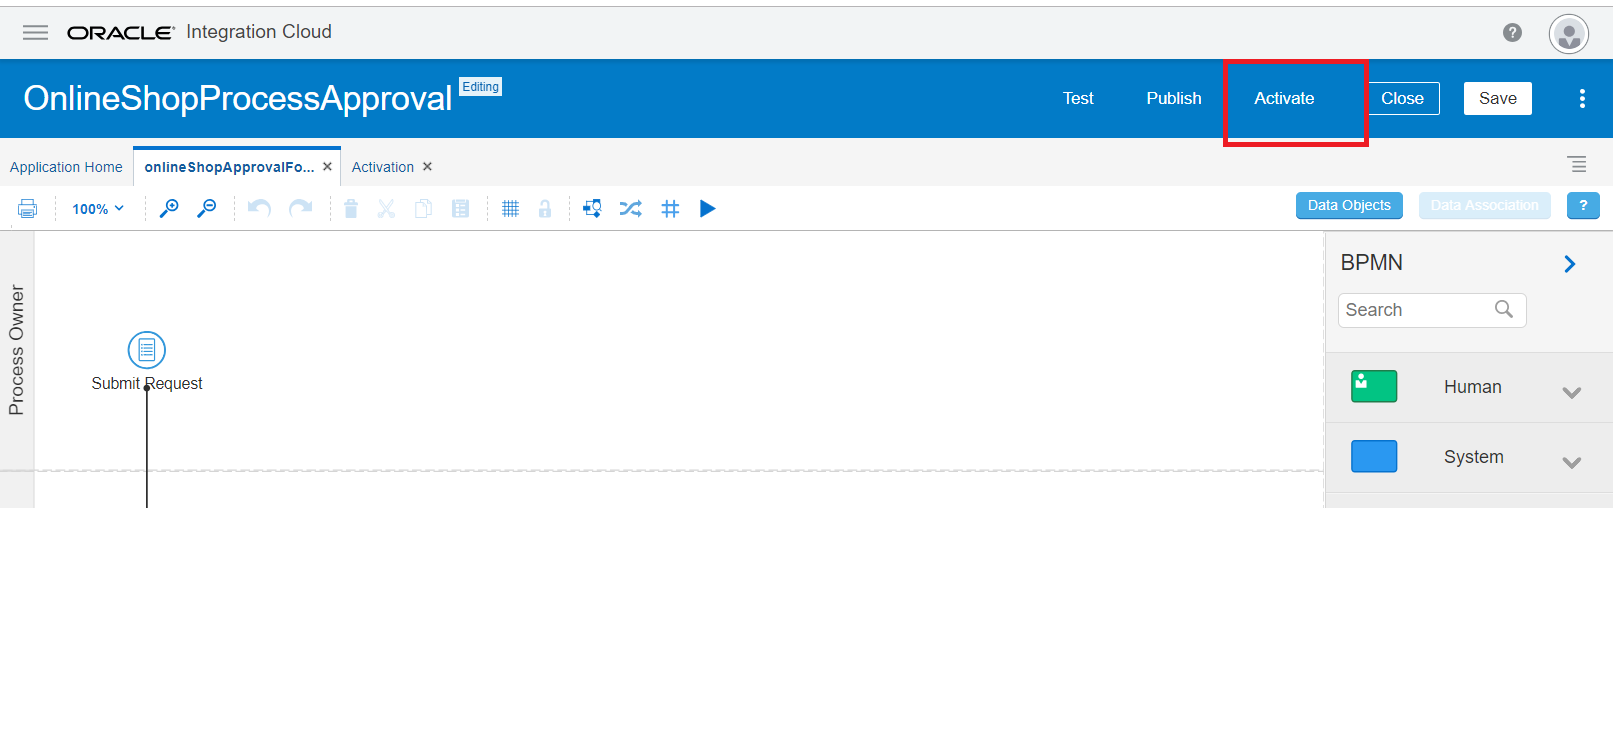 ORACLE Integration Cloud ?
OnlineShopProcessApproval Editing Test Publish Activate Close Save
Application Home onlineShopApprovalFo... × Activation ×
100% Data Objects Data Association ?
Process Owner
Submit Request
BPMN
Search
Human
System